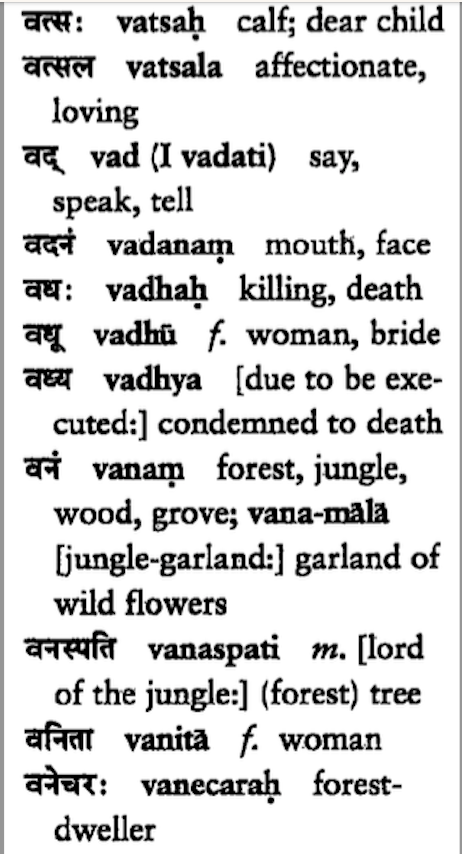 वत्सः vatsaḥ calf; dear child
वत्सल vatsala affectionate,
loving
वद् vad (I vadati) say,
speak, tell
वदनं vadanaṃ mouth, face
वधः vadhaḥ killing, death
वधू vadhū f. woman, bride
वध्य vadhya [due to be exe-
cuted:] condemned to death
वनं vanaṃ forest, jungle,
wood, grove; vana-mālā
[jungle-garland:] garland of
wild flowers
वनस्पति vanaspati m. [lord
of the jungle:] (forest) tree
वनिता vanitā f. woman
वनेचरः vanecaraḥ forest-
dweller